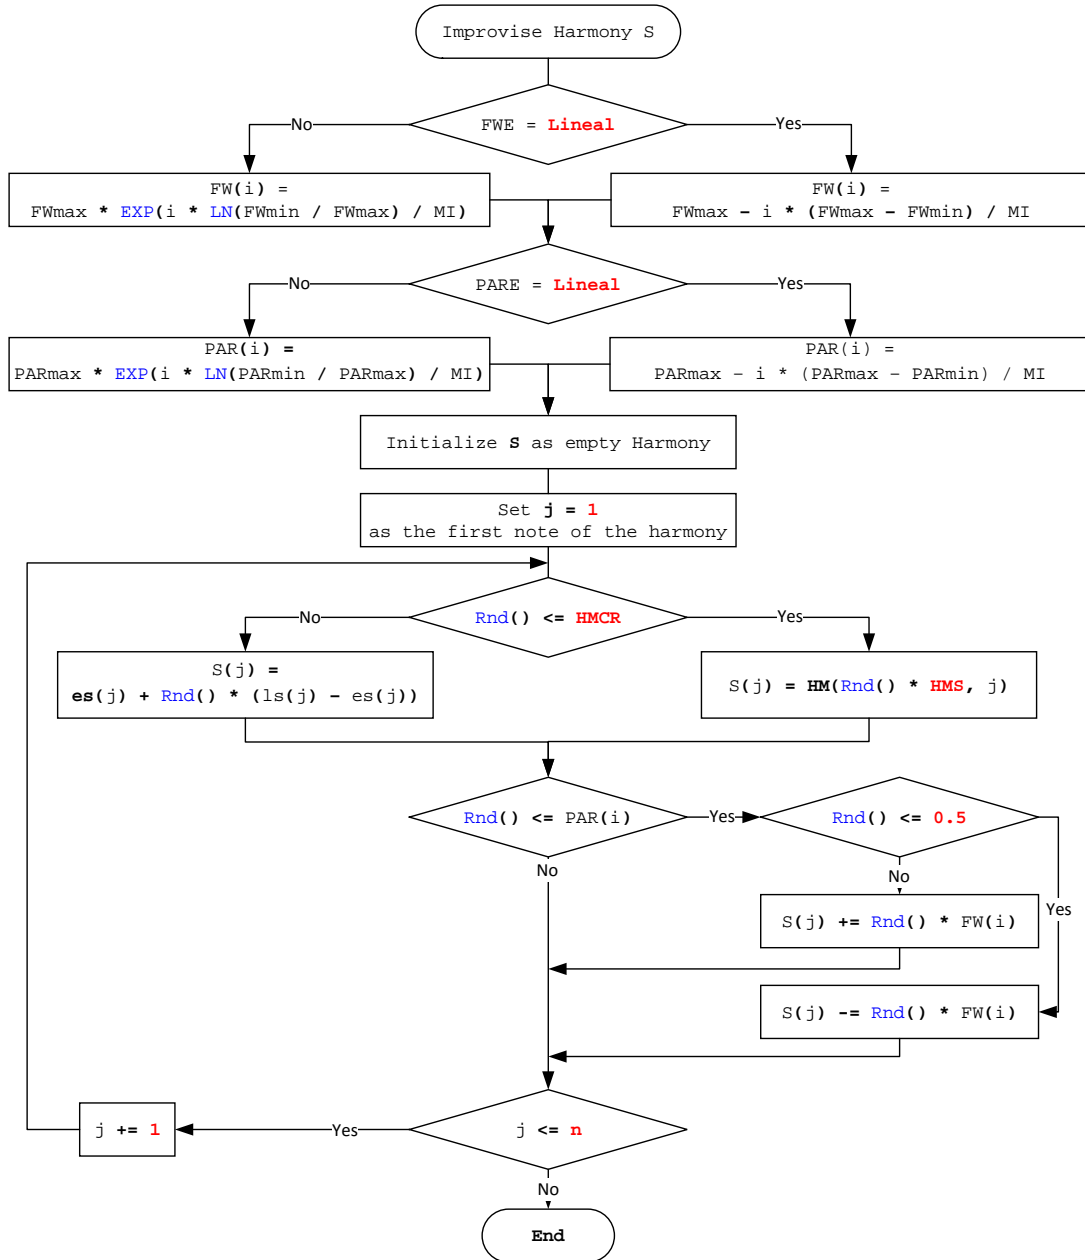 Improvise Harmony S
FWE = Lineal
No
Yes
FW(i) =
FWmax * EXP(i * LN(FWmin / FWmax) / MI)
FW(i) =
FWmax - i * (FWmax - FWmin) / MI
PARE = Lineal
No
Yes
PAR(i) =
PARmax * EXP(i * LN(PARmin / PARmax) / MI)
PAR(i) =
PARmax - i * (PARmax - PARmin) / MI
Initialize S as empty Harmony
Set j = 1
as the first note of the harmony
Rnd() <= HMCR
No
Yes
S(j) =
es(j) + Rnd() * (ls(j) - es(j))
S(j) = HM(Rnd() * HMS, j)
Rnd() <= PAR(i)
Yes
Rnd() <= 0.5
No
No
Yes
S(j) += Rnd() * FW(i)
S(j) -= Rnd() * FW(i)
j += 1
Yes
j <= n
No
End